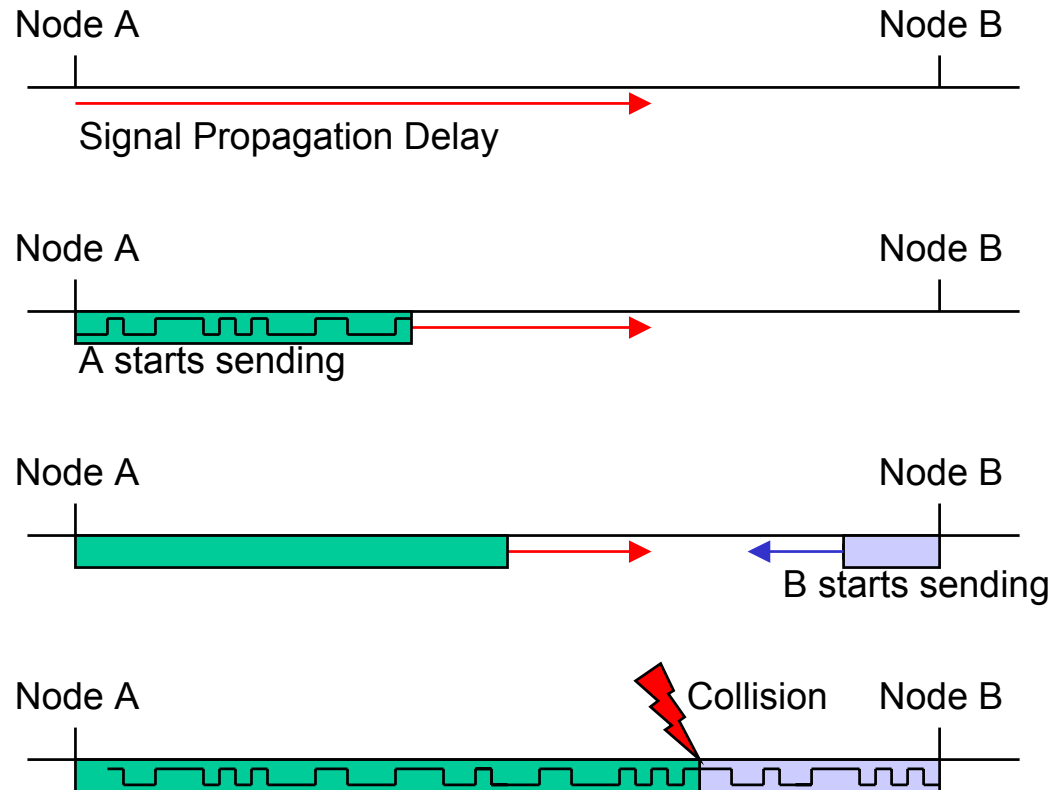 Node A Node B
Signal Propagation Delay
Node A Node B
A starts sending
Node A Node B
B starts sending
Node A Collision Node B